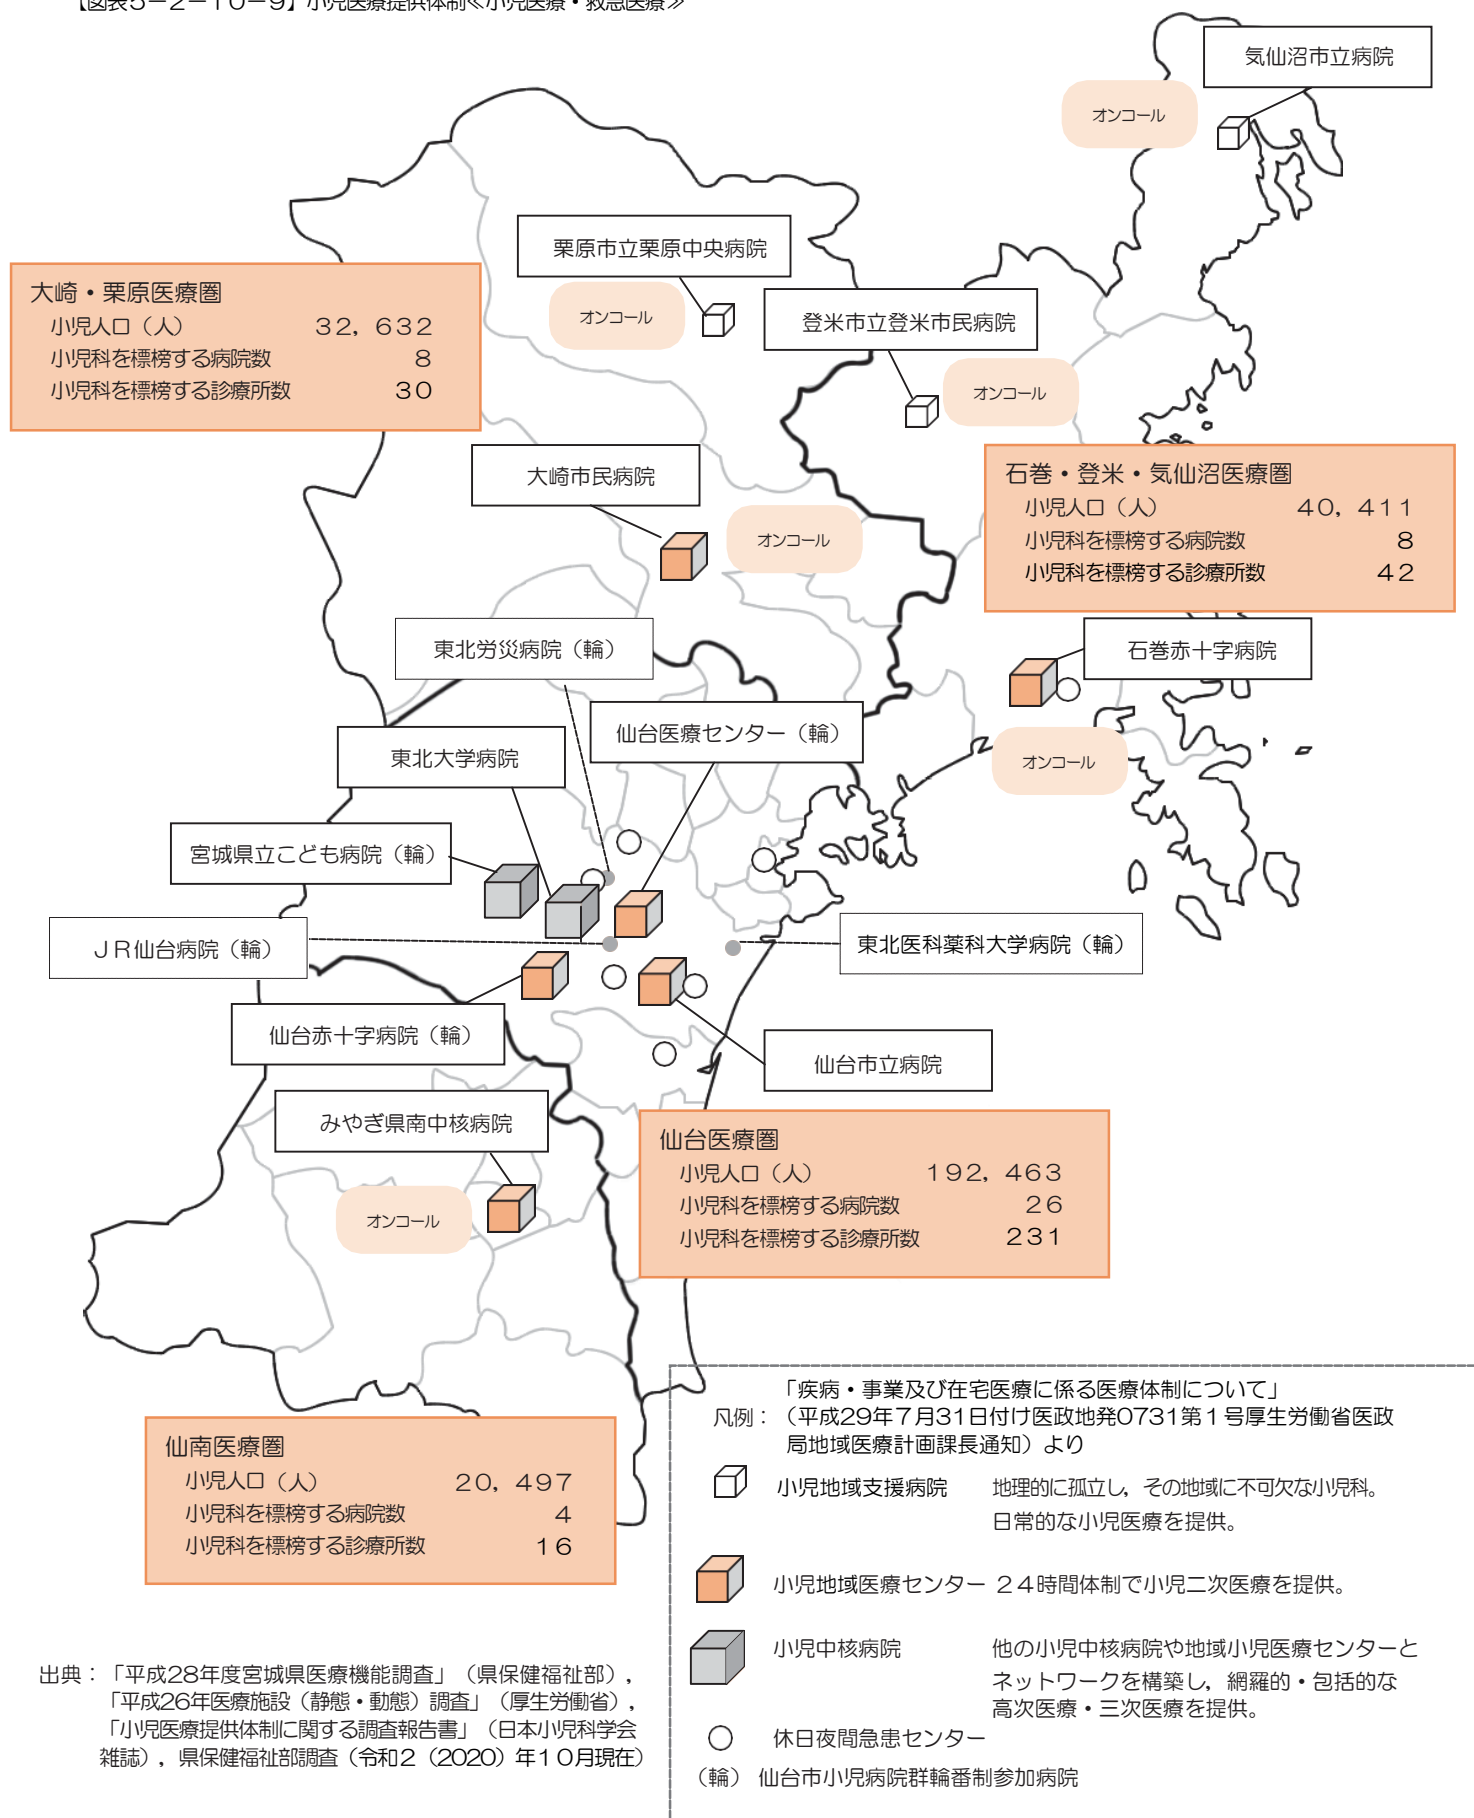 【図表５－２－１０－９】小児医療提供体制≪小児医療・救急医療≫
気仙沼市立病院
オンコール
栗原市立栗原中央病院
オンコール
登米市立登米市民病院
オンコール
大崎・栗原医療圏
小児人口（人） ３２，６３２
小児科を標榜する病院数 ８
小児科を標榜する診療所数 ３０
大崎市民病院
オンコール
石巻・登米・気仙沼医療圏
小児人口（人） ４０，４１１
小児科を標榜する病院数 ８
小児科を標榜する診療所数 ４２
東北労災病院（輪）
石巻赤十字病院
オンコール
仙台医療センター（輪）
東北大学病院
宮城県立こども病院（輪）
ＪＲ仙台病院（輪）
東北医科薬科大学病院（輪）
仙台赤十字病院（輪）
仙台市立病院
みやぎ県南中核病院
オンコール
仙台医療圏
小児人口（人） １９２，４６３
小児科を標榜する病院数 ２６
小児科を標榜する診療所数 ２３１
仙南医療圏
小児人口（人） ２０，４９７
小児科を標榜する病院数 ４
小児科を標榜する診療所数 １６
「疾病・事業及び在宅医療に係る医療体制について」
凡例：（平成29年７月31日付け医政地発0731第１号厚生労働省医政
局地域医療計画課長通知）より
小児地域支援病院 地理的に孤立し，その地域に不可欠な小児科。
日常的な小児医療を提供。
小児地域医療センター ２４時間体制で小児二次医療を提供。
小児中核病院 他の小児中核病院や地域小児医療センターと
ネットワークを構築し，網羅的・包括的な
高次医療・三次医療を提供。
休日夜間急患センター
（輪） 仙台市小児病院群輪番制参加病院
出典：「平成28年度宮城県医療機能調査」（県保健福祉部），
「平成26年医療施設（静態・動態）調査」（厚生労働省），
「小児医療提供体制に関する調査報告書」（日本小児科学会
雑誌），県保健福祉部調査（令和２（2020）年１０月現在）